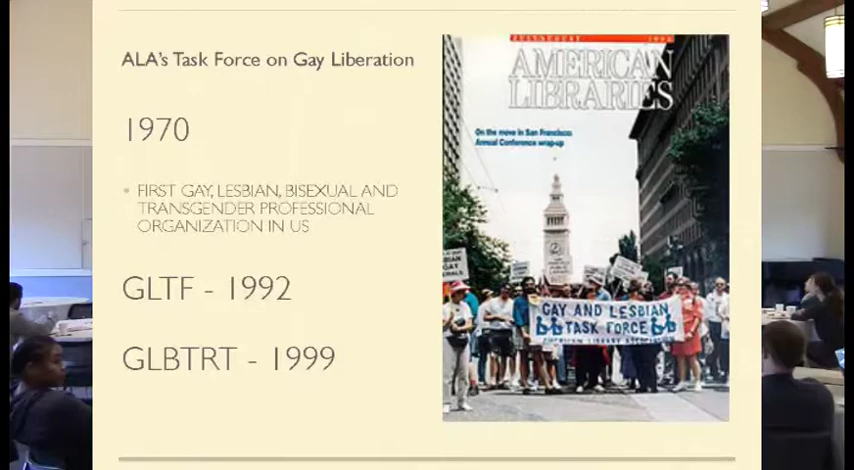 ALA's Task Force on Gay Liberation
1970
FIRST GAY, LESBIAN, BISEXUAL AND
TRANSGENDER PROFESSIONAL
ORGANIZATION IN US
GLTF - 1992
GLBTRT - 1999
AMERICAN
LIBRARIES
On the move in San Francisco:
Annual Conference wrap-up
GAY AND LESBIAN
TASK FORCE
AMERICAN LIBRARY ASSOCIATION